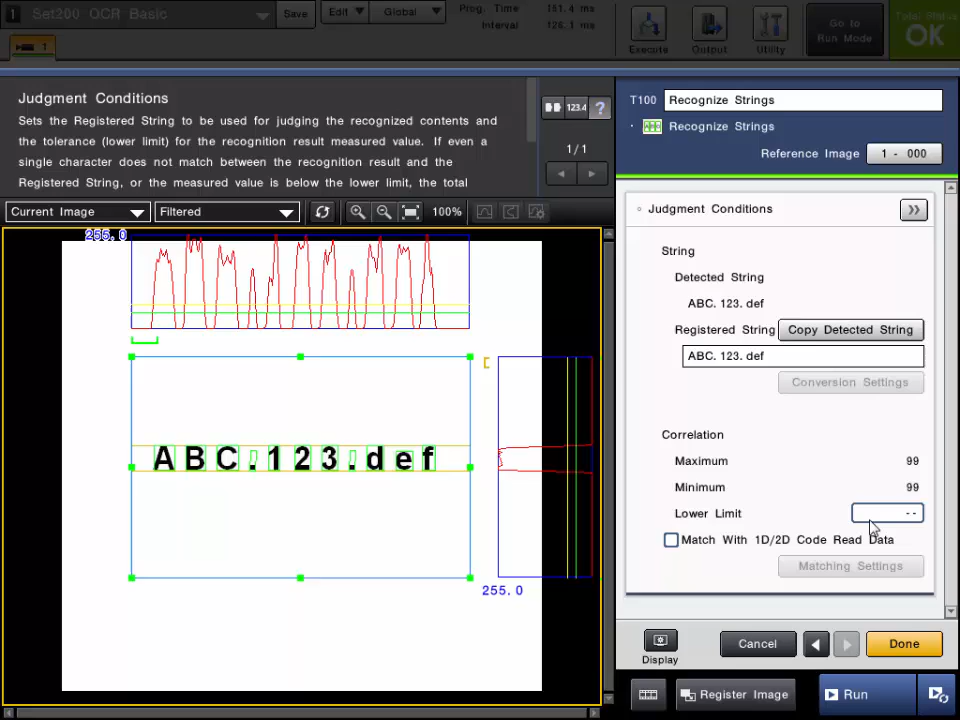 1 Set200 OCR Basic Save Edit Global Prog. Time 151.4 ms
Interval 126.1 ms
Execute Output Utility Go to Run Mode Total Status OK
1
Judgment Conditions
Sets the Registered String to be used for judging the recognized contents and
the tolerance (lower limit) for the recognition result measured value. If even a
single character does not match between the recognition result and the
Registered String, or the measured value is below the lower limit, the total
123.4 ?
1/1
Current Image Filtered 100%
255.0
ABC.123.def
255.0
T100 Recognize Strings
Recognize Strings
Reference Image 1 - 000
Judgment Conditions
String
Detected String
ABC. 123. def
Registered String Copy Detected String
ABC. 123. def
Conversion Settings
Correlation
Maximum 99
Minimum 99
Lower Limit --
Match With 1D/2D Code Read Data
Matching Settings
Display Cancel Done
Register Image Run